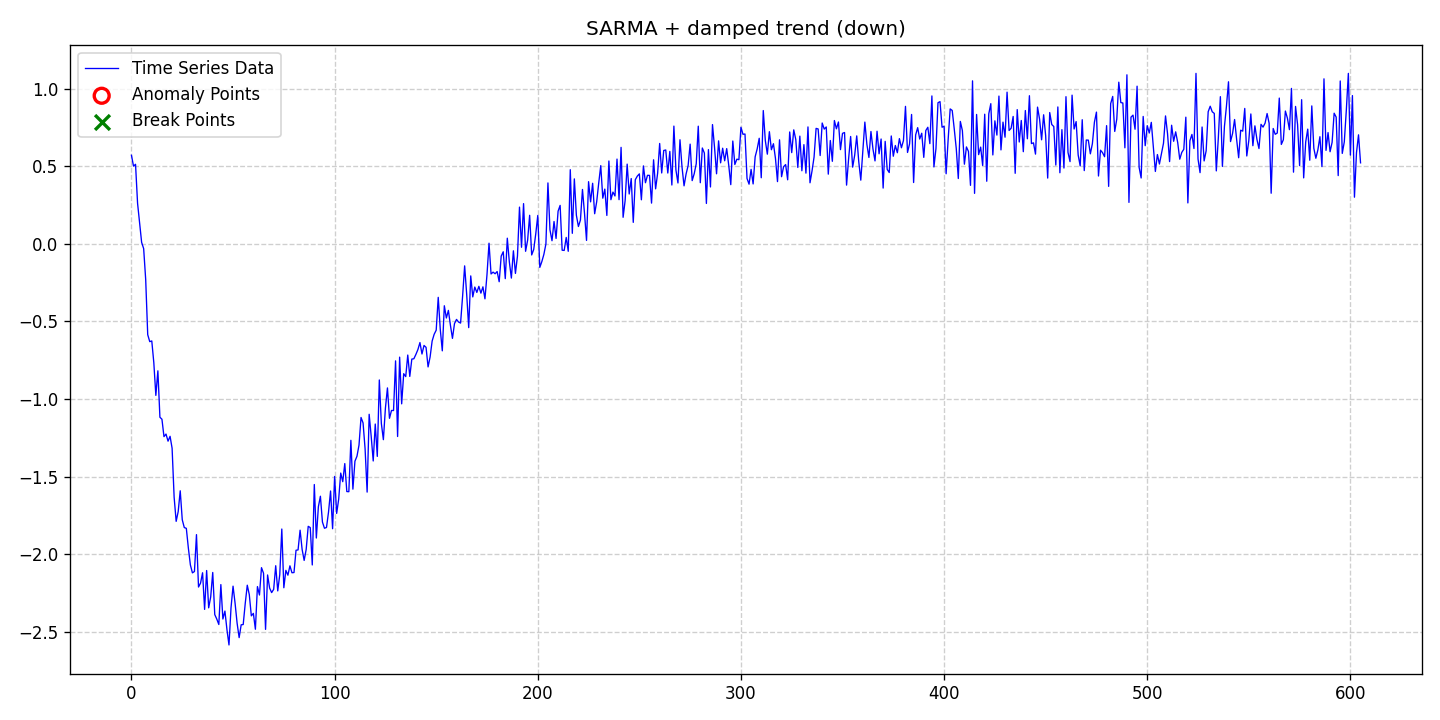 SARMA + damped trend (down)
Time Series Data
Anomaly Points
Break Points
1.0
0.5
0.0
−0.5
−1.0
−1.5
−2.0
−2.5
0 100 200 300 400 500 600